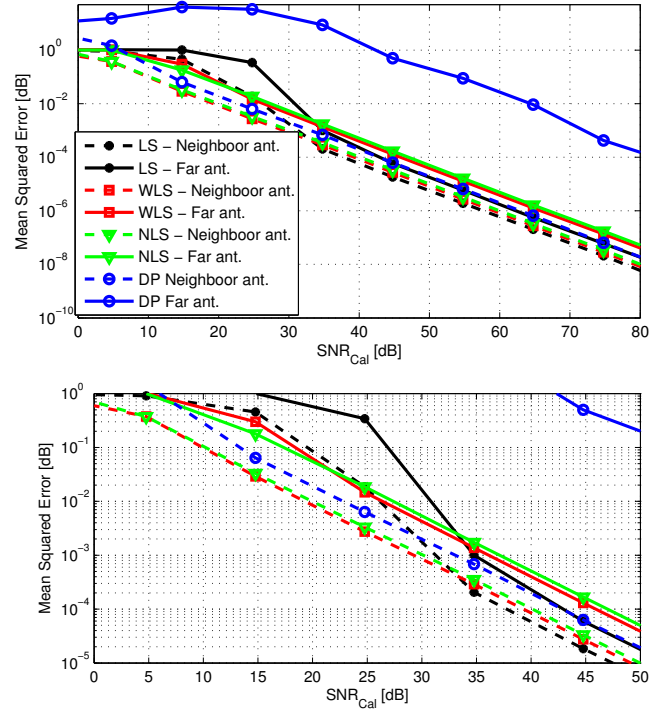 Mean Squared Error [dB]
10^0
10^-2
10^-4
10^-6
10^-8
10^-10
LS – Neighboor ant.
LS – Far ant.
WLS – Neighboor ant.
WLS – Far ant.
NLS – Neighboor ant.
NLS – Far ant.
DP Neighboor ant.
DP Far ant.
0 10 20 30 40 50 60 70 80
SNR_Cal [dB]
Mean Squared Error [dB]
10^0
10^-1
10^-2
10^-3
10^-4
10^-5
0 5 10 15 20 25 30 35 40 45 50
SNR_Cal [dB]